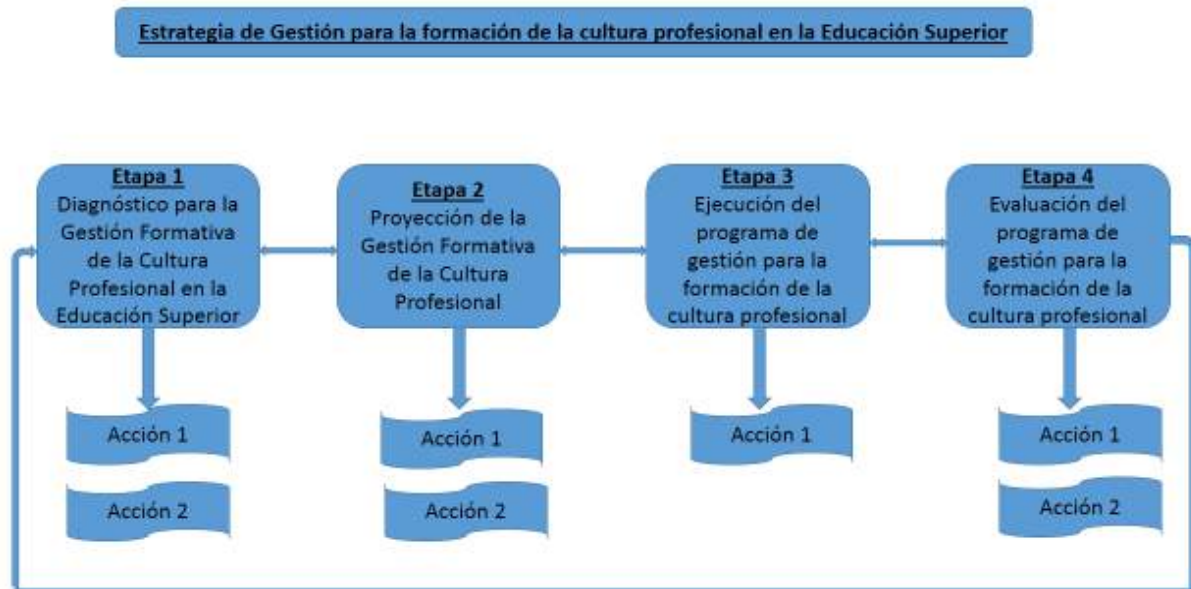 Estrategia de Gestión para la formación de la cultura profesional en la Educación Superior
Etapa 1
Diagnóstico para la
Gestión Formativa
de la Cultura
Profesional en la
Educación Superior
Etapa 2
Proyección de la
Gestión Formativa
de la Cultura
Profesional
Etapa 3
Ejecución del
programa de
gestión para la
formación de la
cultura profesional
Etapa 4
Evaluación del
programa de
gestión para la
formación de la
cultura profesional
Acción 1
Acción 2
Acción 1
Acción 2
Acción 1
Acción 1
Acción 2